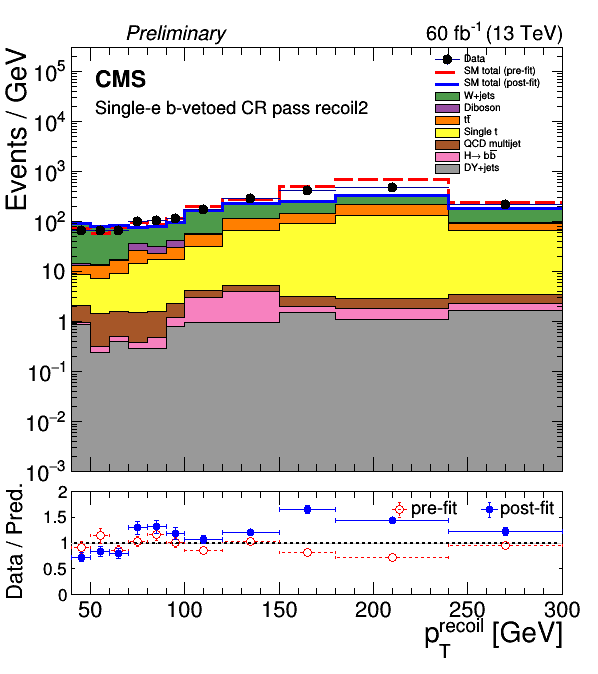 Preliminary
60 fb⁻¹ (13 TeV)
CMS
Single-e b-vetoed CR pass recoil2
Data
SM total (pre-fit)
SM total (post-fit)
W+jets
Diboson
tt̅
Single t
QCD multijet
H→ bb̅
DY+jets
Events / GeV
10⁵
10⁴
10³
10²
10
1
10⁻¹
10⁻²
10⁻³
Data / Pred.
2
1.5
1
0.5
0
pre-fit
post-fit
50 100 150 200 250 300
p_T^recoil [GeV]